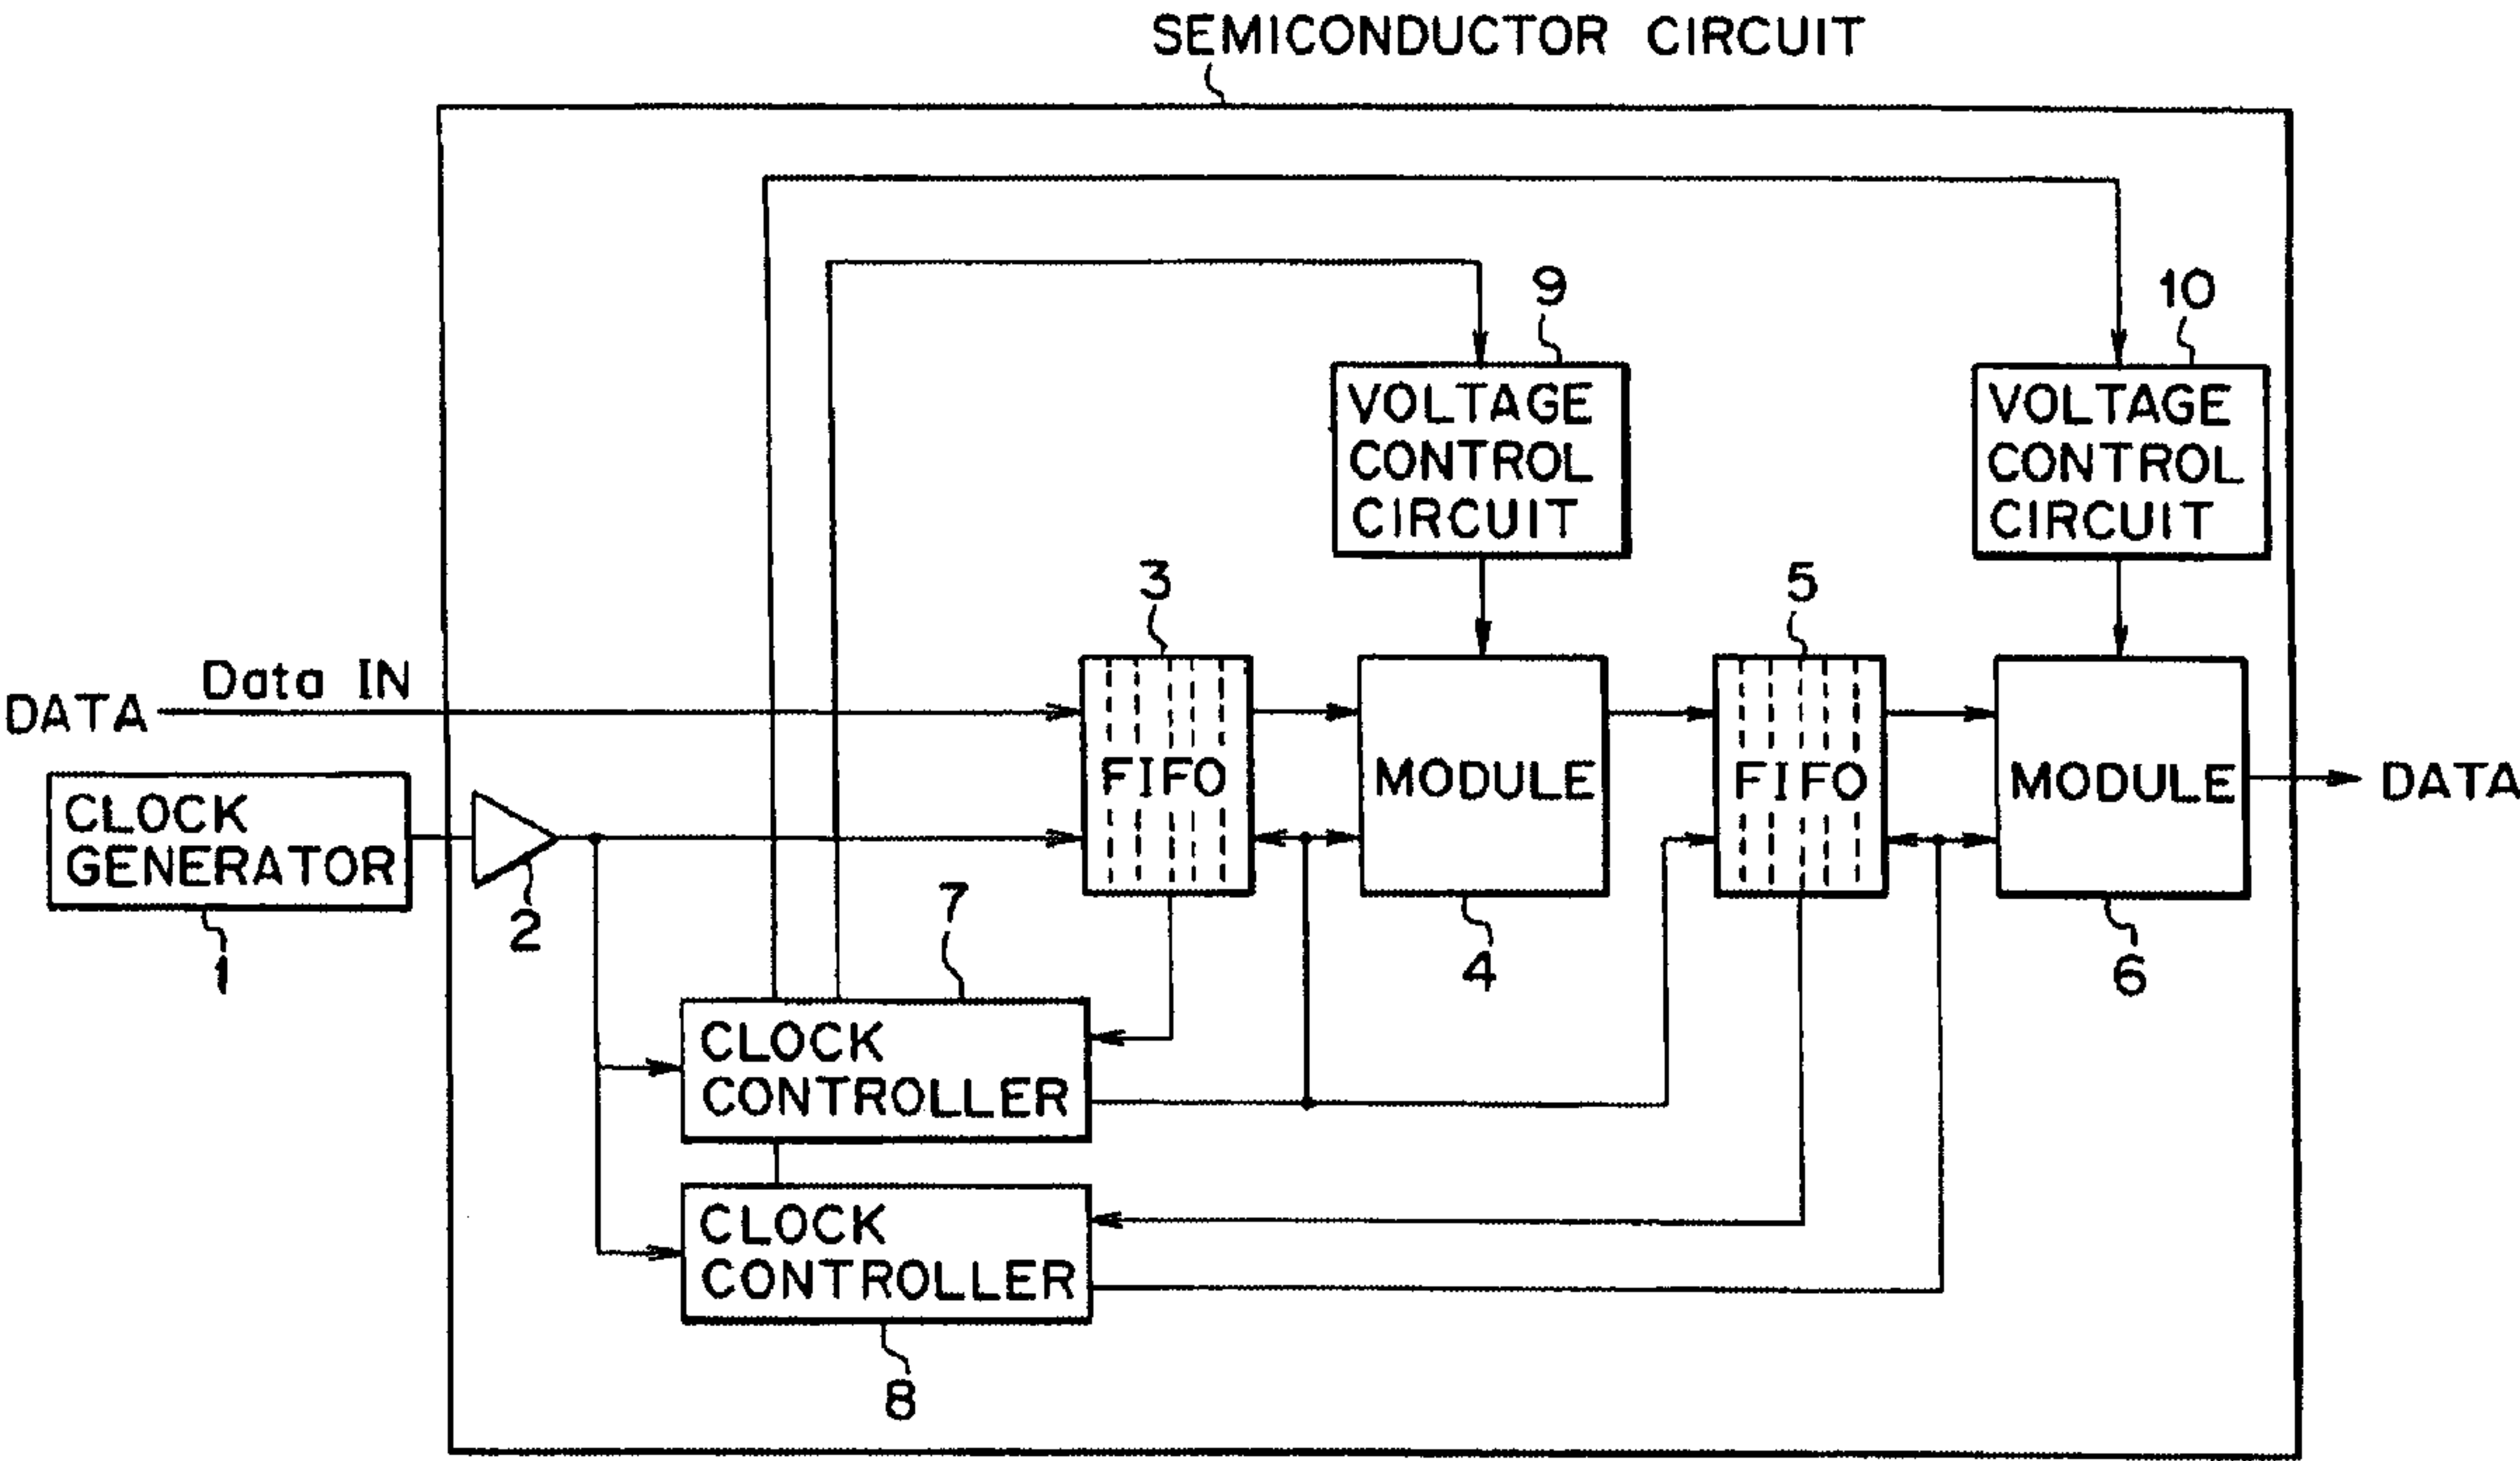 SEMICONDUCTOR CIRCUIT
9
10
VOLTAGE
CONTROL
CIRCUIT
VOLTAGE
CONTROL
CIRCUIT
3
5
Data IN
DATA
FIFO
MODULE
FIFO
MODULE
DATA
CLOCK
GENERATOR
1
2
7
4
6
CLOCK
CONTROLLER
CLOCK
CONTROLLER
8